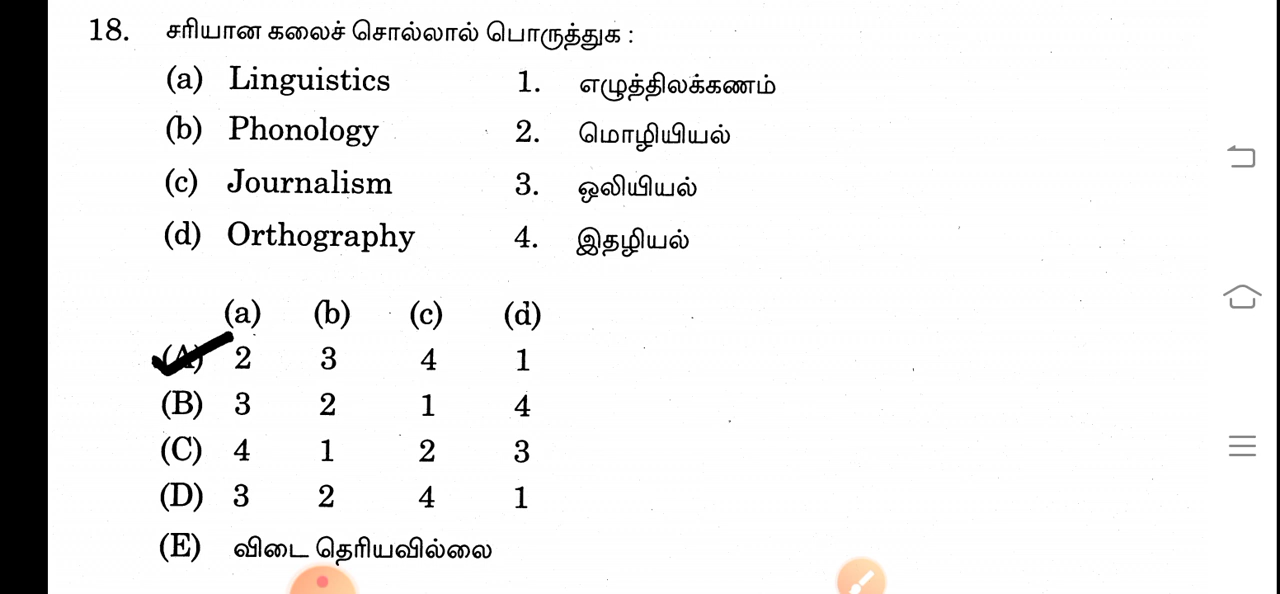 18. சரியான கலைச் சொல்லால் பொருத்துக :
(a) Linguistics 1. எழுத்திலக்கணம்
(b) Phonology 2. மொழியியல்
(c) Journalism 3. ஒலியியல்
(d) Orthography 4. இதழியல்
(a) (b) (c) (d)
(A) 2 3 4 1
(B) 3 2 1 4
(C) 4 1 2 3
(D) 3 2 4 1
(E) விடை தெரியவில்லை